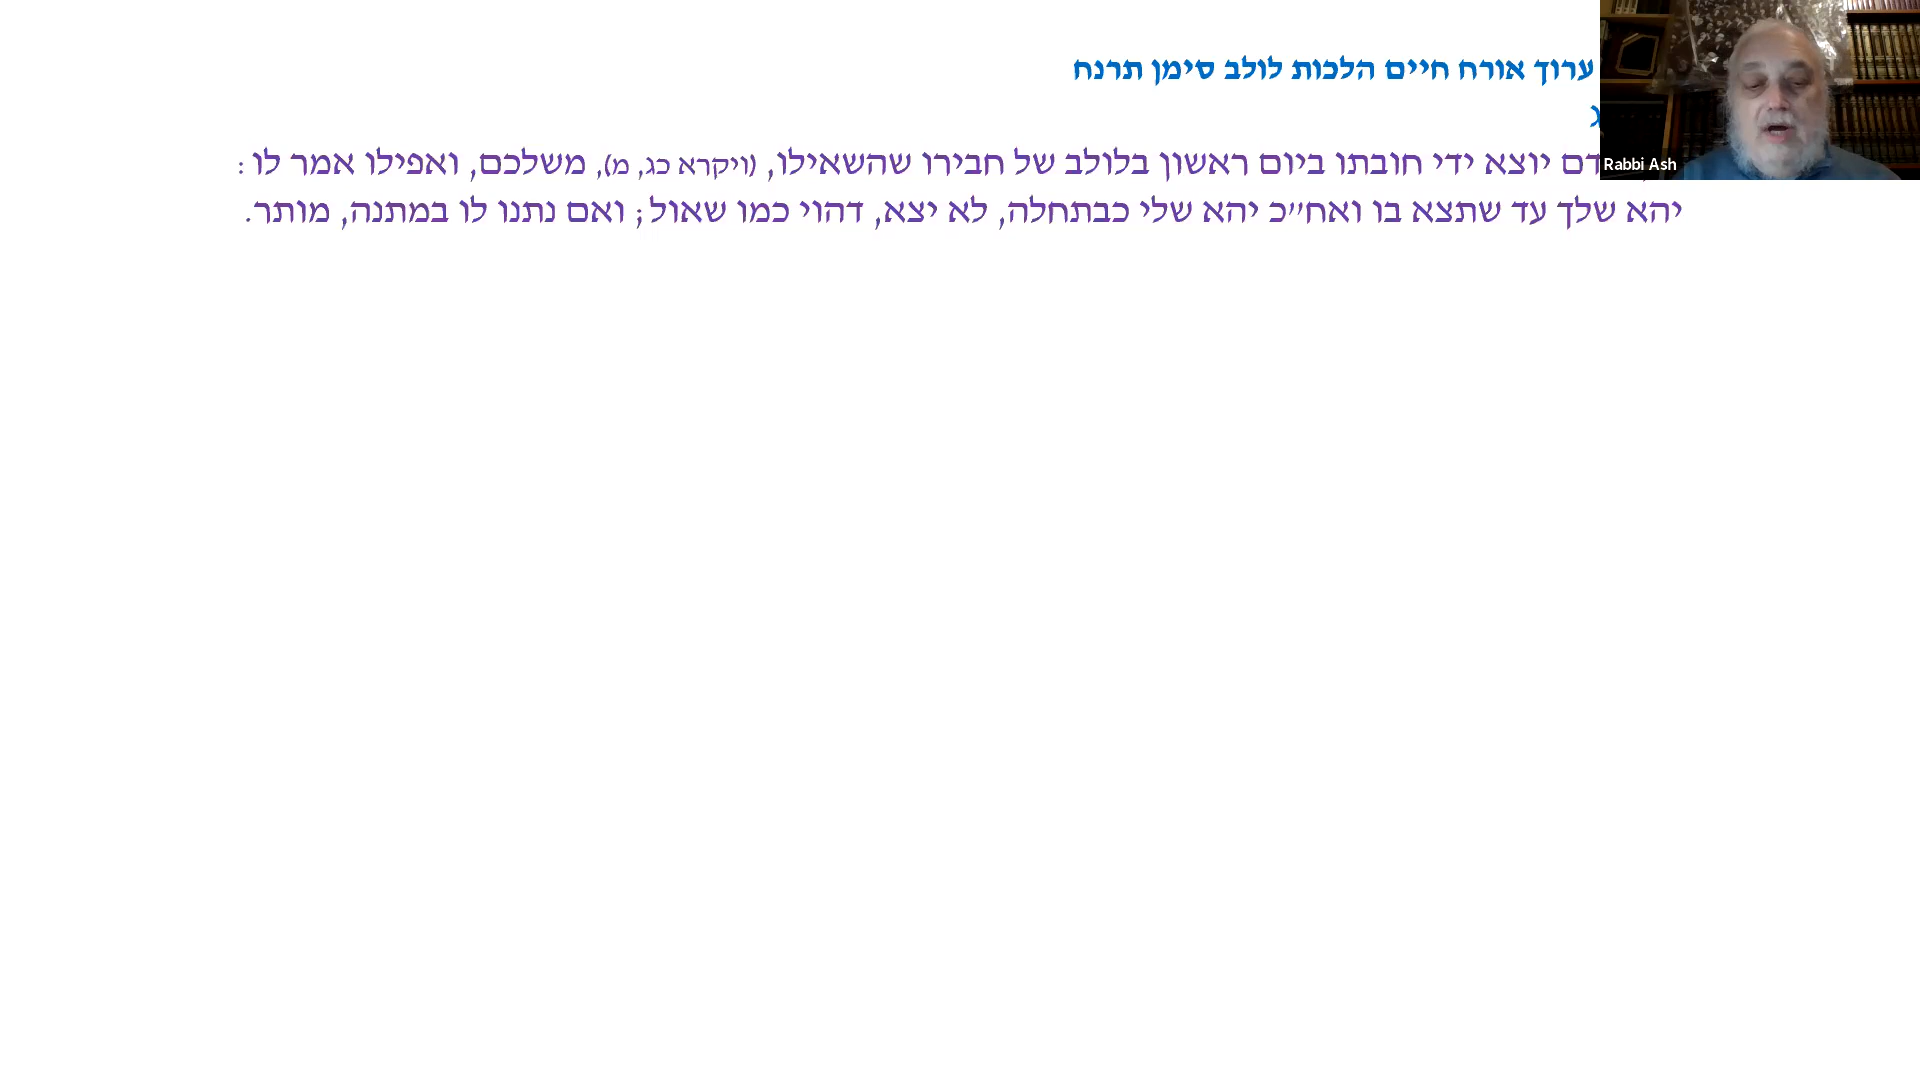 ערוך אורח חיים הלכות לולב סימן תרנח
יוצא ידי חובתו ביום ראשון בלולב של חבירו שהשאילו, (ויקרא כג, מ), משלכם, ואפילו אמר לו:
יהא שלך עד שתצא בו ואח"כ יהא שלי כבתחלה, לא יצא, דהוי כמו שאול; ואם נתנו לו במתנה, מותר.
Rabbi Ash